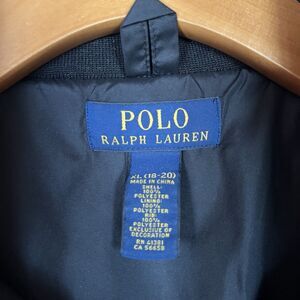 POLO
RALPH LAUREN
XL (18-20)
MADE IN CHINA
SHELL:
100%
POLYESTER
LINING:
100%
POLYESTER
RIB:
100%
POLYESTER
EXCLUSIVE OF
DECORATION
RN 41381
CA 56658